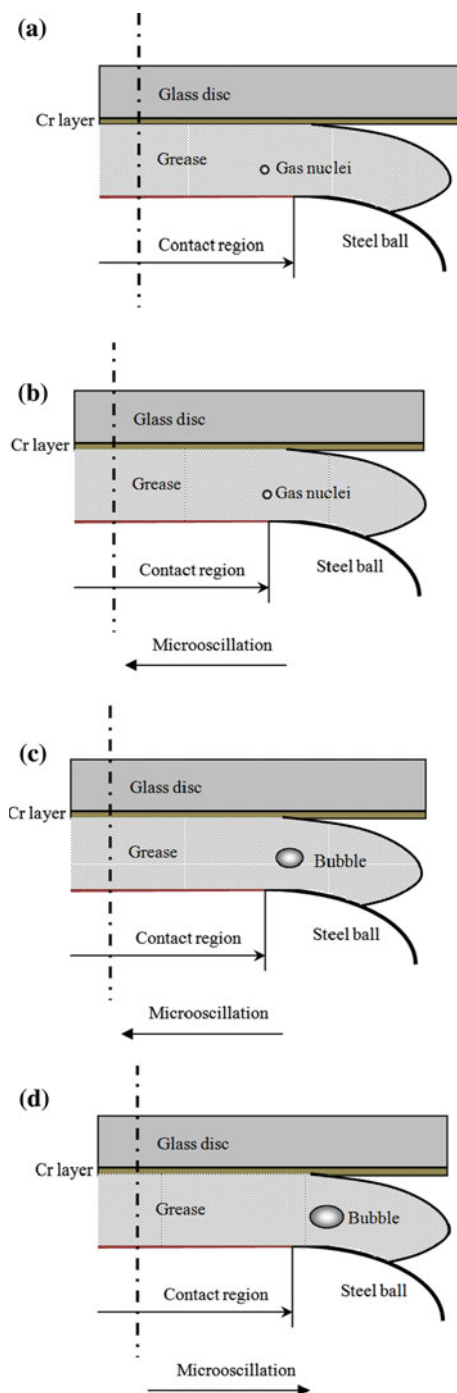 (a)
Glass disc
Cr layer
Grease
Gas nuclei
Contact region
Steel ball
(b)
Glass disc
Cr layer
Grease
Gas nuclei
Contact region
Steel ball
Microoscillation
(c)
Glass disc
Cr layer
Grease
Bubble
Contact region
Steel ball
Microoscillation
(d)
Glass disc
Cr layer
Grease
Bubble
Contact region
Steel ball
Microoscillation